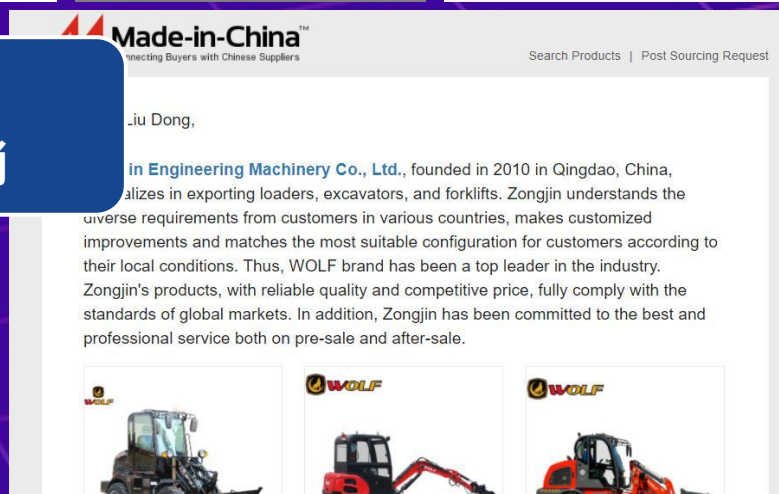 Made-in-China™
Connecting Buyers with Chinese Suppliers
Search Products | Post Sourcing Request
Liu Dong,
in Engineering Machinery Co., Ltd., founded in 2010 in Qingdao, China,
exporting loaders, excavators, and forklifts. Zongjin understands the
diverse requirements from customers in various countries, makes customized
improvements and matches the most suitable configuration for customers according to
their local conditions. Thus, WOLF brand has been a top leader in the industry.
Zongjin's products, with reliable quality and competitive price, fully comply with the
standards of global markets. In addition, Zongjin has been committed to the best and
professional service both on pre-sale and after-sale.
WOLF
WOLF
WOLF